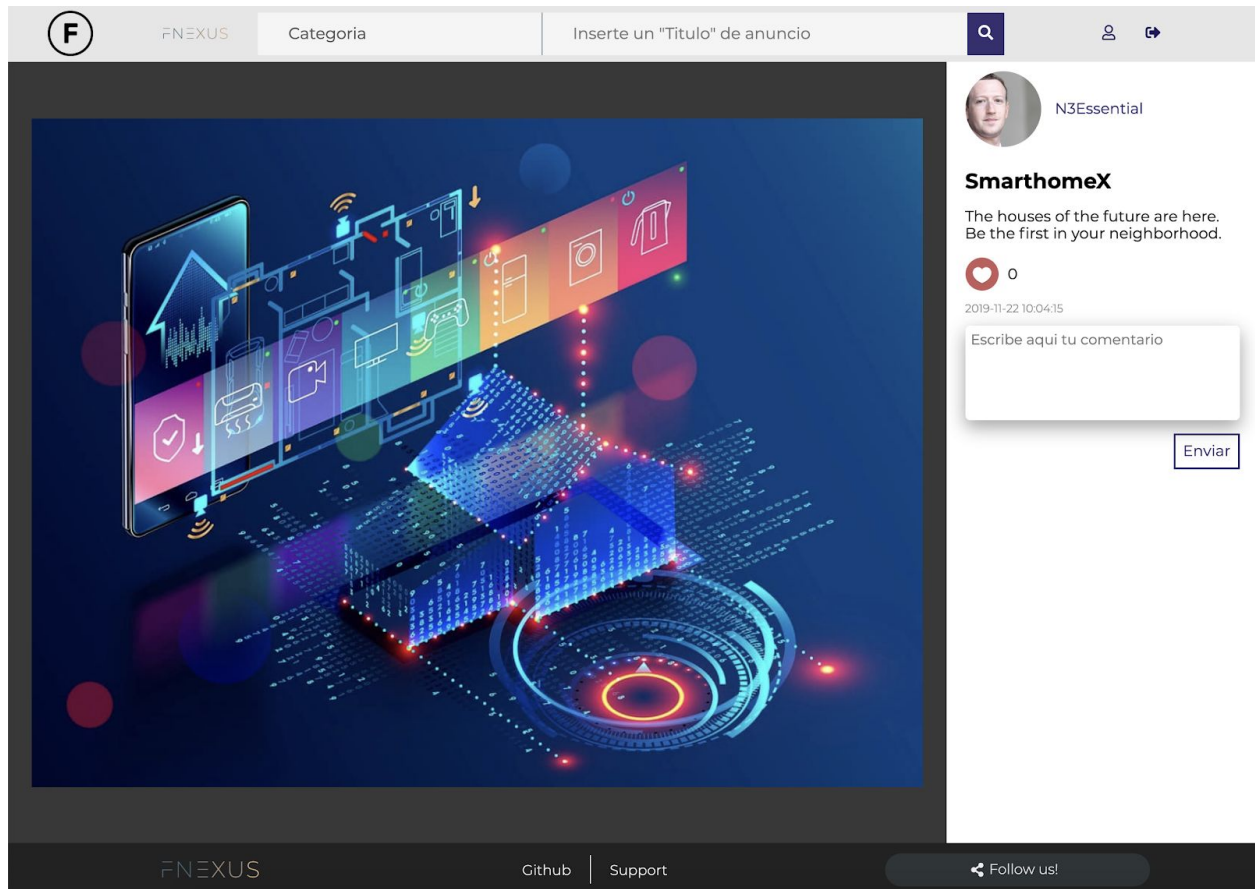 F
FNEXUS
Categoria
Inserte un "Titulo" de anuncio
N3Essential
SmarthomeX
The houses of the future are here.
Be the first in your neighborhood.
0
2019-11-22 10:04:15
Escribe aqui tu comentario
Enviar
FNEXUS
Github
Support
Follow us!